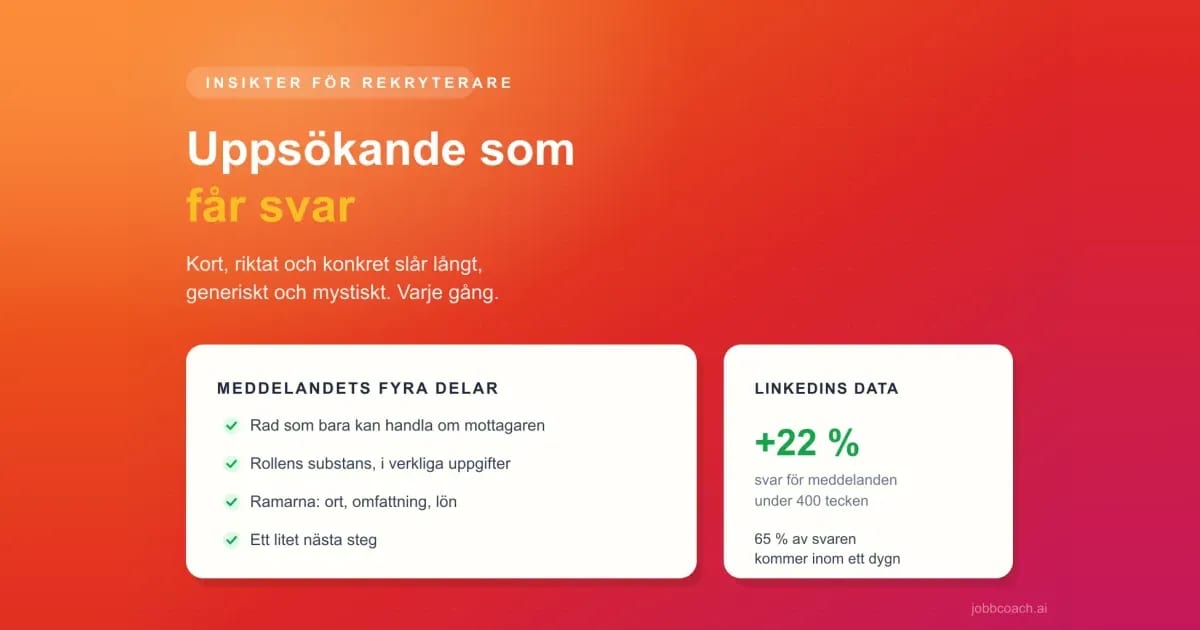 INSIKTER FÖR REKRYTERARE
Uppsökande som
får svar
Kort, riktat och konkret slår långt,
generiskt och mystiskt. Varje gång.
MEDDELANDETS FYRA DELAR
Rad som bara kan handla om mottagaren
Rollens substans, i verkliga uppgifter
Ramarna: ort, omfattning, lön
Ett litet nästa steg
LINKEDINS DATA
+22 %
svar för meddelanden
under 400 tecken
65 % av svaren
kommer inom ett dygn
jobbcoach.ai